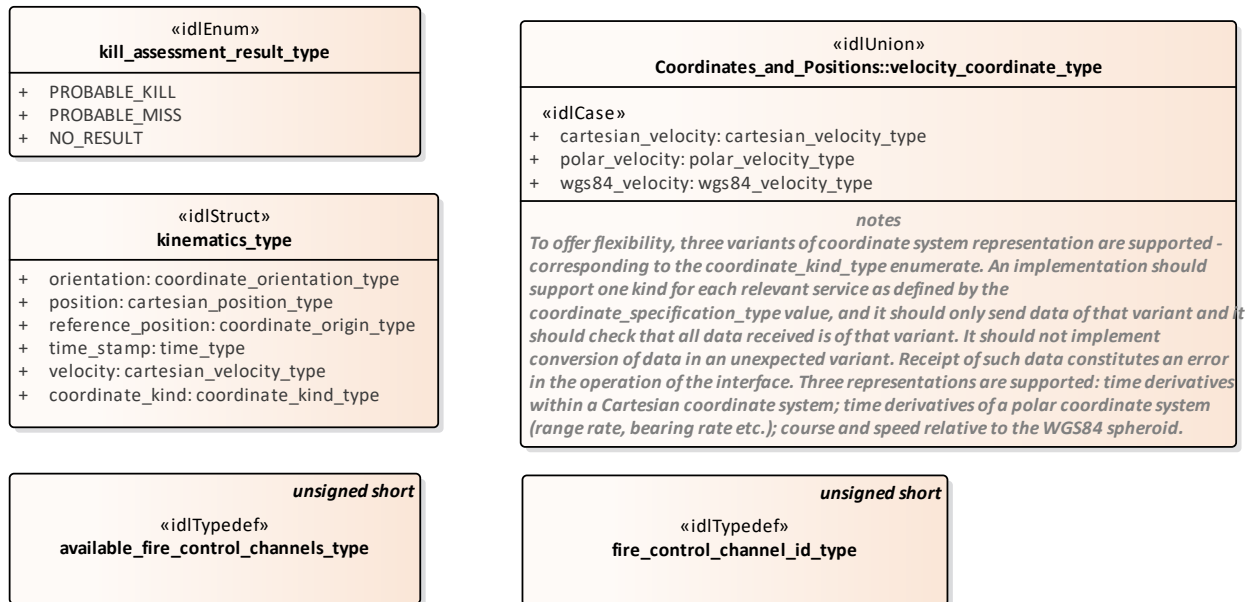 «idlEnum»
kill_assessment_result_type
+ PROBABLE_KILL
+ PROBABLE_MISS
+ NO_RESULT
«idlUnion»
Coordinates_and_Positions::velocity_coordinate_type
«idlCase»
+ cartesian_velocity: cartesian_velocity_type
+ polar_velocity: polar_velocity_type
+ wgs84_velocity: wgs84_velocity_type
notes
To offer flexibility, three variants of coordinate system representation are supported -
corresponding to the coordinate_kind_type enumerate. An implementation should
support one kind for each relevant service as defined by the
coordinate_specification_type value, and it should only send data of that variant and it
should check that all data received is of that variant. It should not implement
conversion of data in an unexpected variant. Receipt of such data constitutes an error
in the operation of the interface. Three representations are supported: time derivatives
within a Cartesian coordinate system; time derivatives of a polar coordinate system
(range rate, bearing rate etc.); course and speed relative to the WGS84 spheroid.
«idlStruct»
kinematics_type
+ orientation: coordinate_orientation_type
+ position: cartesian_position_type
+ reference_position: coordinate_origin_type
+ time_stamp: time_type
+ velocity: cartesian_velocity_type
+ coordinate_kind: coordinate_kind_type
unsigned short
«idlTypedef»
available_fire_control_channels_type
unsigned short
«idlTypedef»
fire_control_channel_id_type